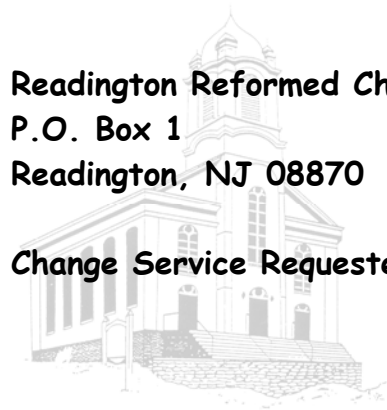 Readington Reformed Ch
P.O. Box 1
Readington, NJ 08870
Change Service Requeste